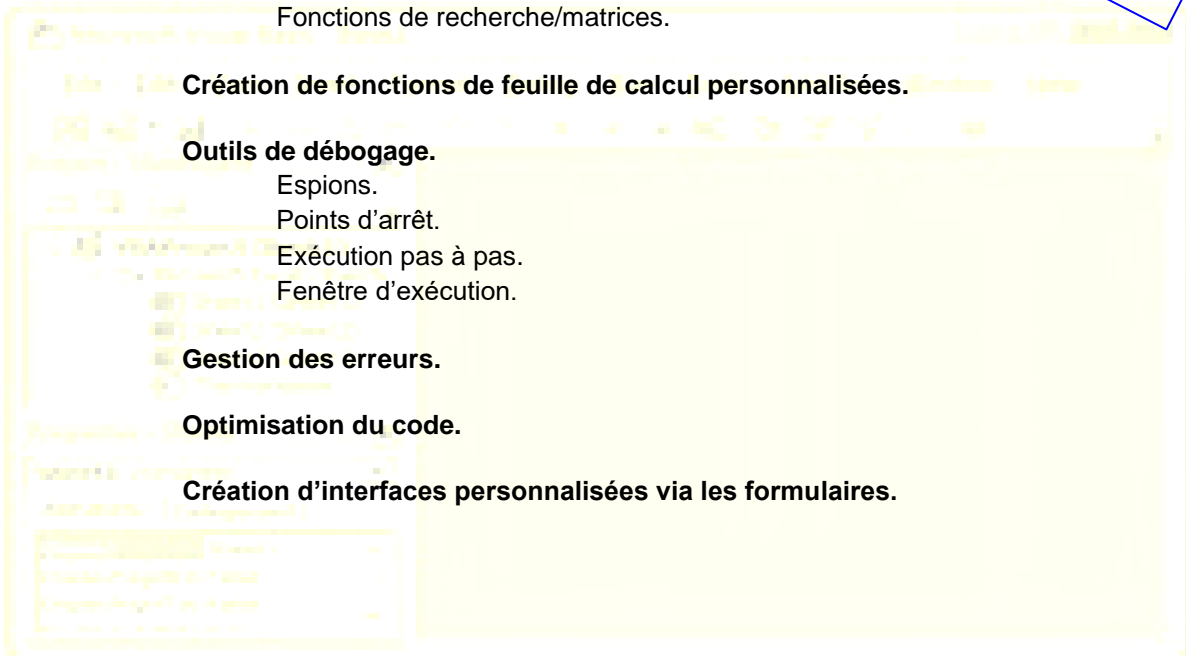 Fonctions de recherche/matrices.
Création de fonctions de feuille de calcul personnalisées.
Outils de débogage.
Espions.
Points d’arrêt.
Exécution pas à pas.
Fenêtre d’exécution.
Gestion des erreurs.
Optimisation du code.
Création d’interfaces personnalisées via les formulaires.